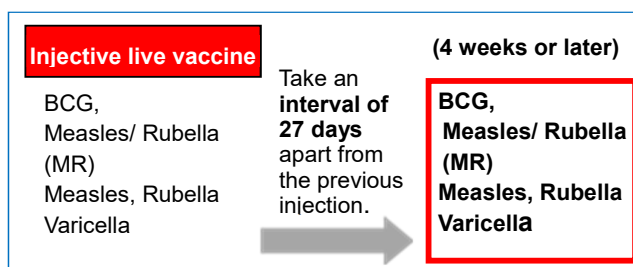 Injective live vaccine
BCG,
Measles/ Rubella
(MR)
Measles, Rubella
Varicella
Take an
interval of
27 days
apart from
the previous
injection.
(4 weeks or later)
BCG,
Measles/ Rubella
(MR)
Measles, Rubella
Varicella